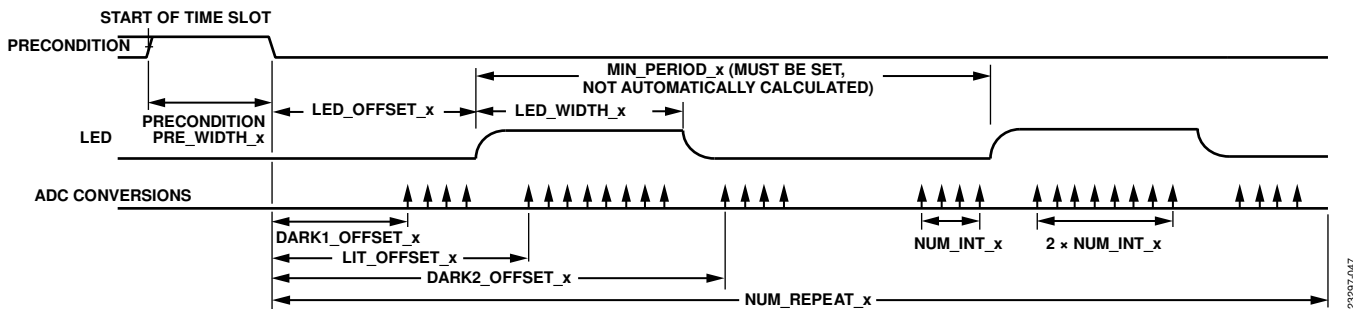 START OF TIME SLOT
PRECONDITION
MIN_PERIOD_x (MUST BE SET,
NOT AUTOMATICALLY CALCULATED)
LED_OFFSET_x
LED_WIDTH_x
PRECONDITION
PRE_WIDTH_x
LED
ADC CONVERSIONS
DARK1_OFFSET_x
NUM_INT_x
2 × NUM_INT_x
LIT_OFFSET_x
DARK2_OFFSET_x
NUM_REPEAT_x
23297-047